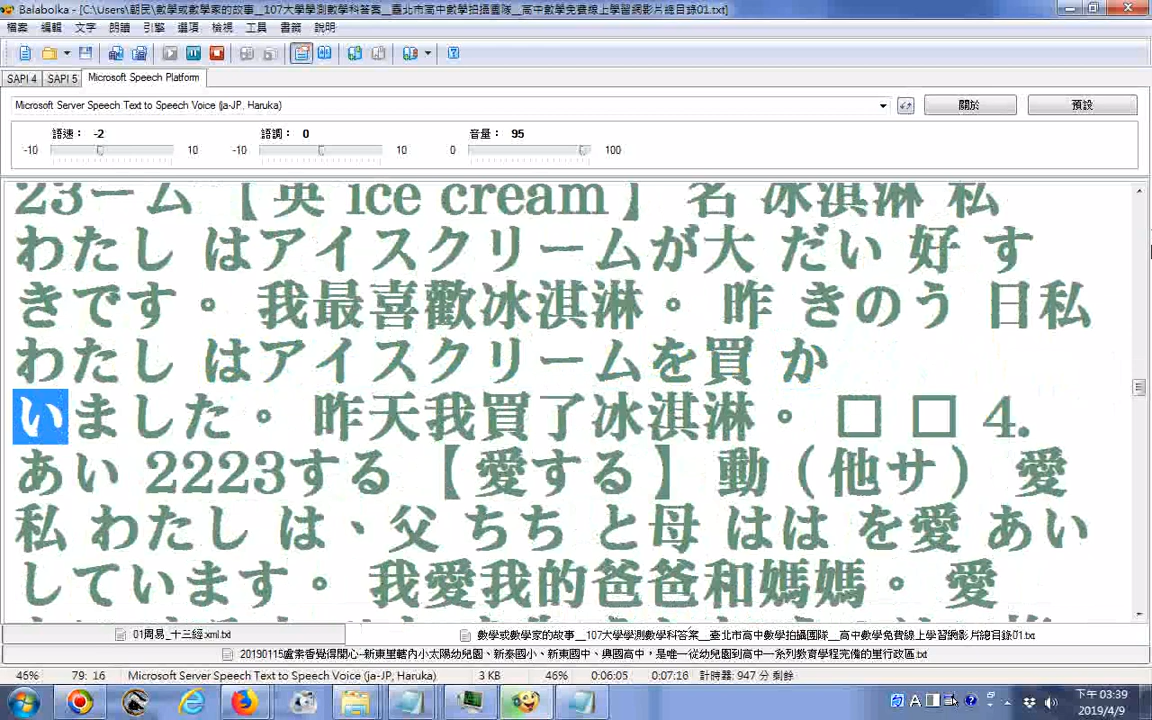 Balabolka - [C:\Users\朝民\數學或數學家的故事__107大學學測數學科答案__臺北市高中數學拍攝團隊__高中數學免費線上學習網影片總目錄01.txt]
檔案 編輯 文字 朗讀 引擎 選項 檢視 工具 書籤 說明
SAPI 4 SAPI 5 Microsoft Speech Platform
Microsoft Server Speech Text to Speech Voice (ja-JP, Haruka) 關於 預設
語速： -2 語調： 0 音量： 95
-10 10 -10 10 0 100
23ーム 【英 ice cream】 名 冰淇淋 私
わたし はアイスクリームが大 だい 好 す
きです。 我最喜歡冰淇淋。 昨 きのう 日私
わたし はアイスクリームを買 か
いました。 昨天我買了冰淇淋。 □ □ 4.
あい 2223する 【愛する】 動（他サ） 愛
私 わたし は、父 ちち と母 はは を愛 あい
しています。 我愛我的爸爸和媽媽。 愛
01周易_十三經.xml.txt 數學或數學家的故事__107大學學測數學科答案__臺北市高中數學拍攝團隊__高中數學免費線上學習網影片總目錄01.txt
20190115盧素香覺得開心--新東里轄內小太陽幼兒園、新泰國小、新東國中、興國高中，是唯一從幼兒園到高中一系列教育學程完備的里行政區.txt
46% 79: 16 Microsoft Server Speech Text to Speech Voice (ja-JP, Haruka) 3 KB 46% 0:06:05 0:07:16 計時器: 947 分 剩餘
下午 03:39
2019/4/9